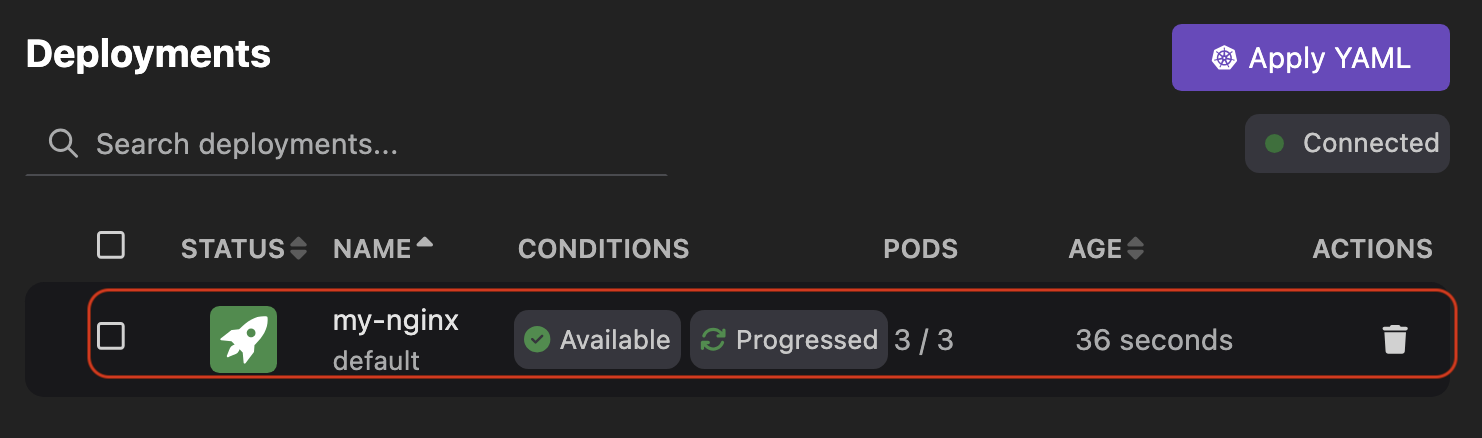 Deployments
Apply YAML
Search deployments...
Connected
STATUS NAME CONDITIONS PODS AGE ACTIONS
my-nginx
default
Available Progressed 3 / 3 36 seconds